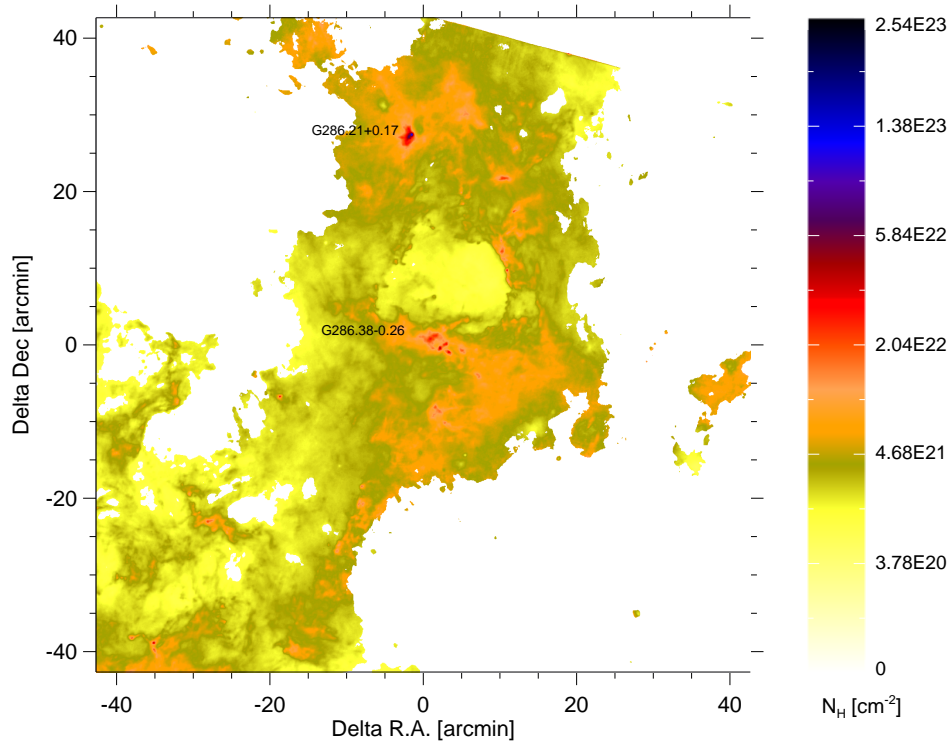 40
20
0
-20
-40
Delta Dec [arcmin]
G286.21+0.17
G286.38-0.26
-40
-20
0
20
40
Delta R.A. [arcmin]
2.54E23
1.38E23
5.84E22
2.04E22
4.68E21
3.78E20
0
N_H [cm^-2]